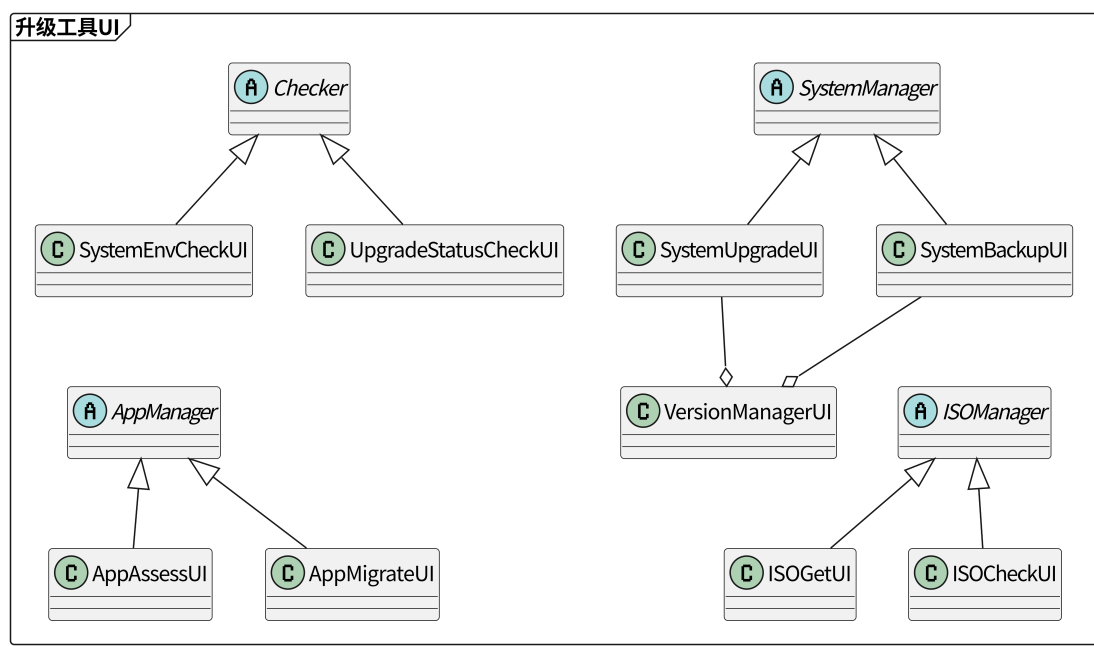 升级工具UI
A Checker
A SystemManager
C SystemEnvCheckUI
C UpgradeStatusCheckUI
C SystemUpgradeUI
C SystemBackupUI
A AppManager
C VersionManagerUI
A ISOManager
C AppAssessUI
C AppMigrateUI
C ISOGetUI
C ISOCheckUI